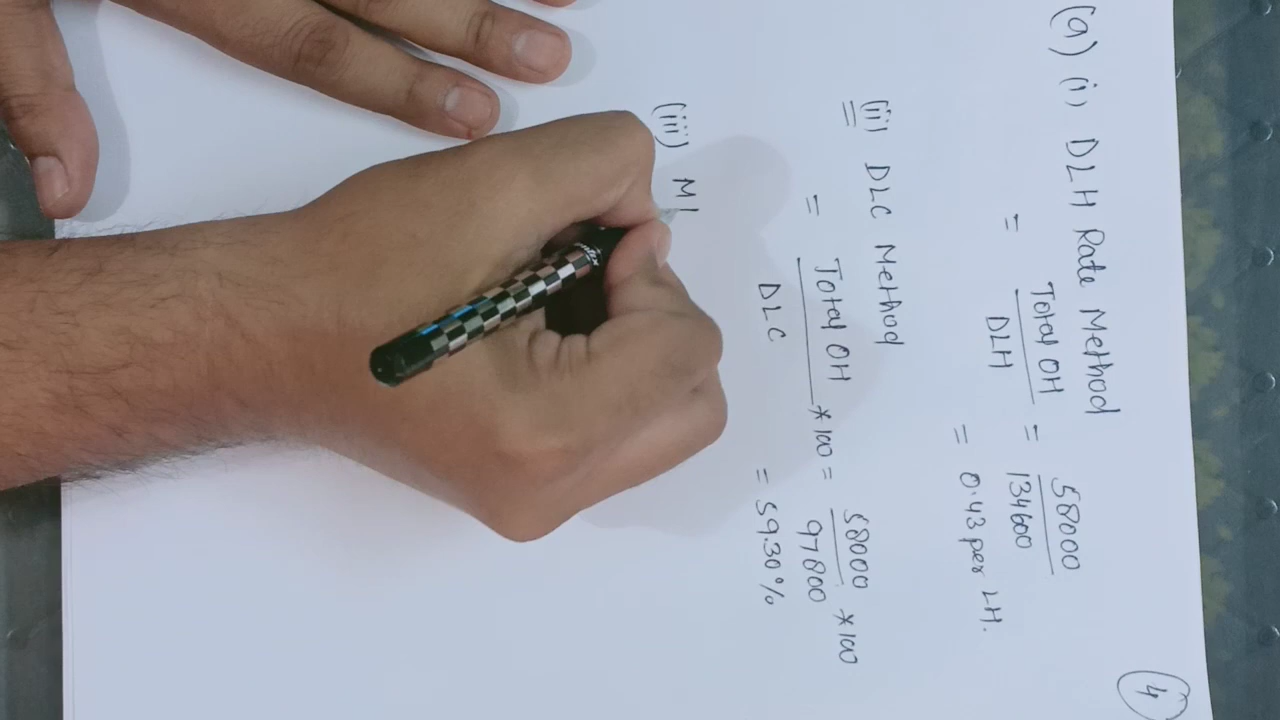 (a) (i) DLH Rate Method
= Total OH / DLH = 58000 / 134600
= 0.43 per LH.
(ii) DLC Method
= Total OH / DLC * 100 = 58000 / 97800 * 100
= 59.30%
(iii) M
4